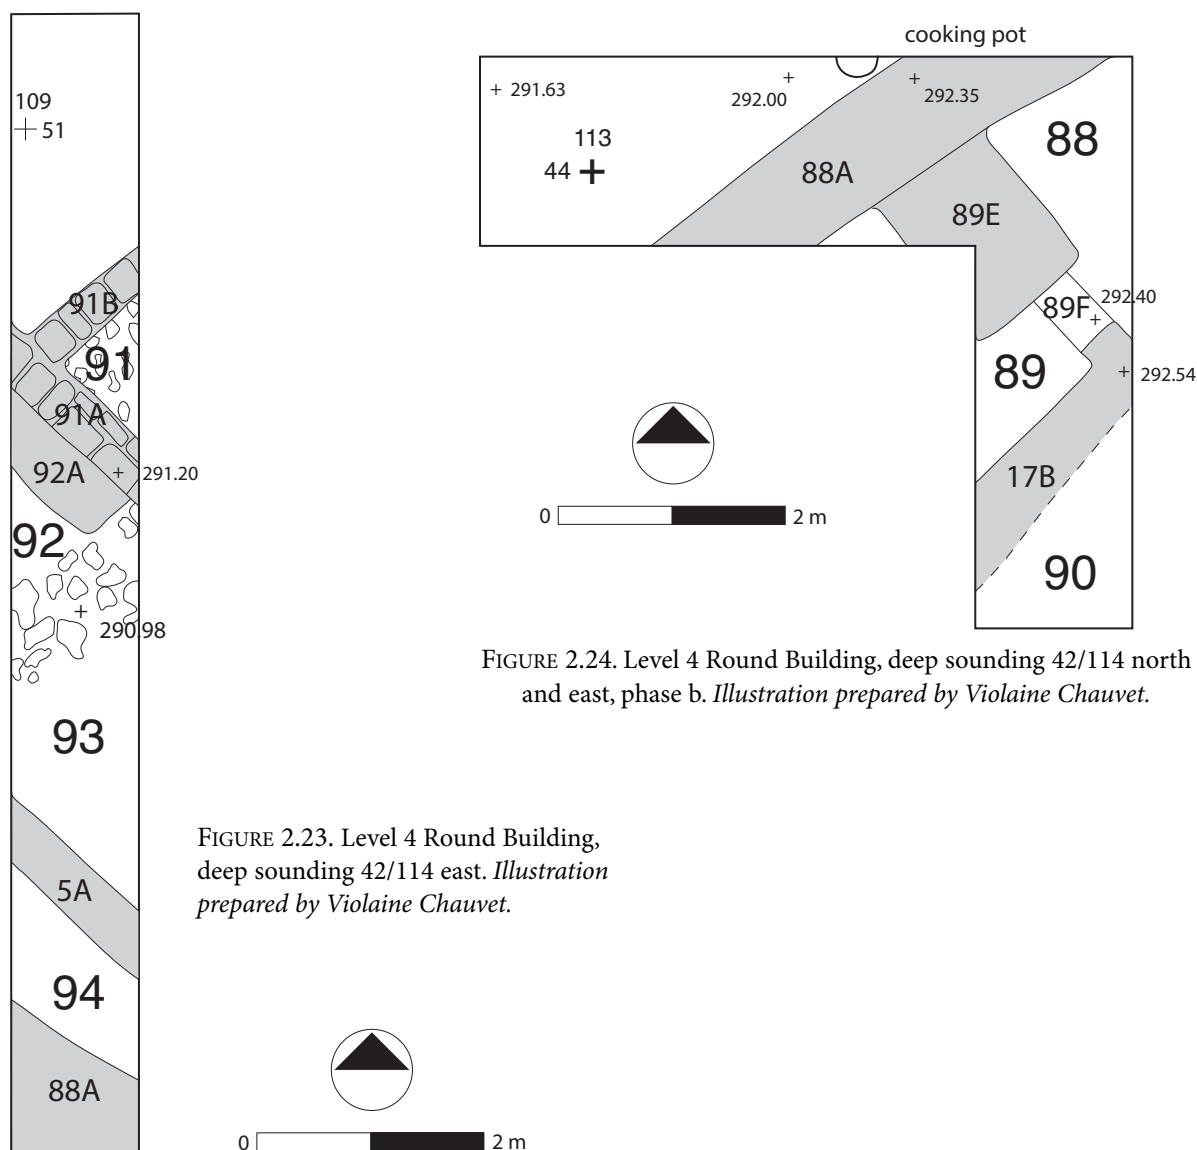 109
51
91B
91
91A
92A
291.20
92
290.98
93
5A
94
88A
FIGURE 2.23. Level 4 Round Building,
deep sounding 42/114 east. Illustration
prepared by Violaine Chauvet.
0 2 m
cooking pot
291.63
292.00
292.35
113
44
88A
88
89E
89F
292.40
89
292.54
17B
90
0 2 m
FIGURE 2.24. Level 4 Round Building, deep sounding 42/114 north
and east, phase b. Illustration prepared by Violaine Chauvet.